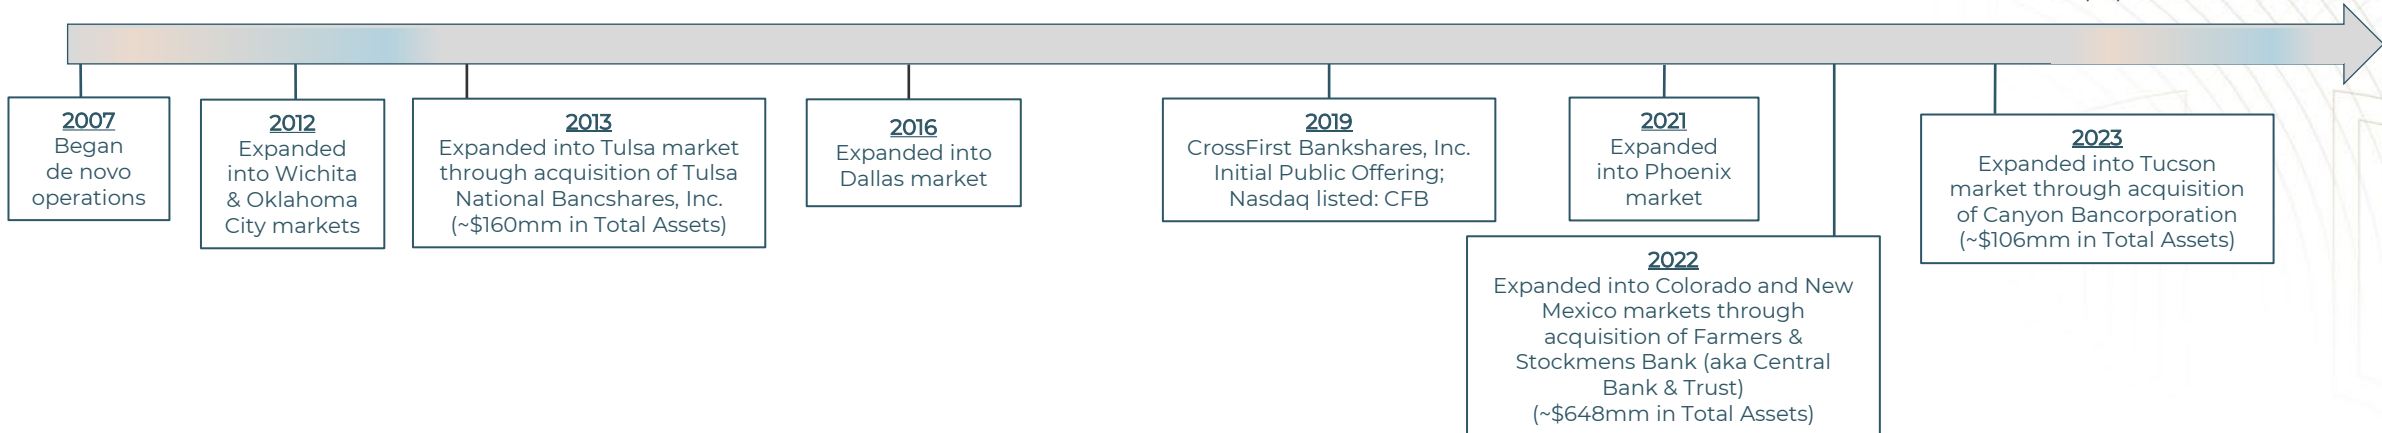 2007
Began
de novo
operations
2012
Expanded
into Wichita
& Oklahoma
City markets
2013
Expanded into Tulsa market
through acquisition of Tulsa
National Bancshares, Inc.
(~$160mm in Total Assets)
2016
Expanded into
Dallas market
2019
CrossFirst Bankshares, Inc.
Initial Public Offering;
Nasdaq listed: CFB
2021
Expanded
into Phoenix
market
2022
Expanded into Colorado and New
Mexico markets through
acquisition of Farmers &
Stockmens Bank (aka Central
Bank & Trust)
(~$648mm in Total Assets)
2023
Expanded into Tucson
market through acquisition
of Canyon Bancorporation
(~$106mm in Total Assets)